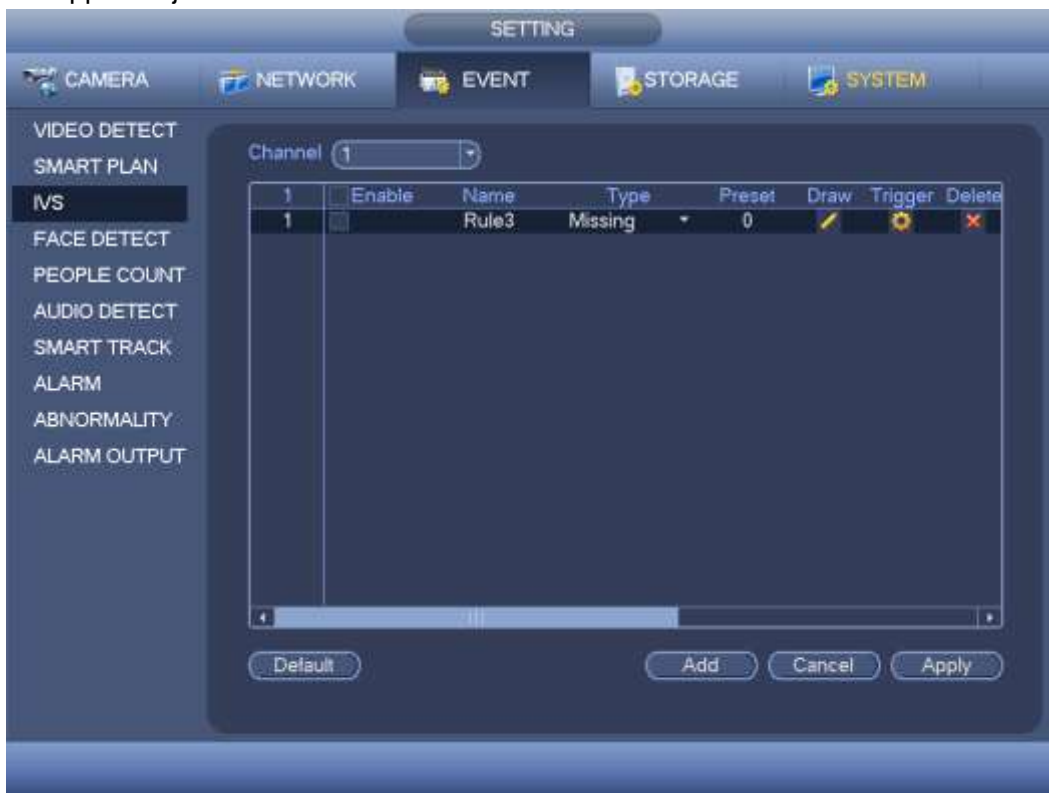 SETTING
CAMERA NETWORK EVENT STORAGE SYSTEM
VIDEO DETECT
SMART PLAN
IVS
FACE DETECT
PEOPLE COUNT
AUDIO DETECT
SMART TRACK
ALARM
ABNORMALITY
ALARM OUTPUT
Channel 1
1 Enable Name Type Preset Draw Trigger Delete
1 Rule3 Missing 0
Default Add Cancel Apply